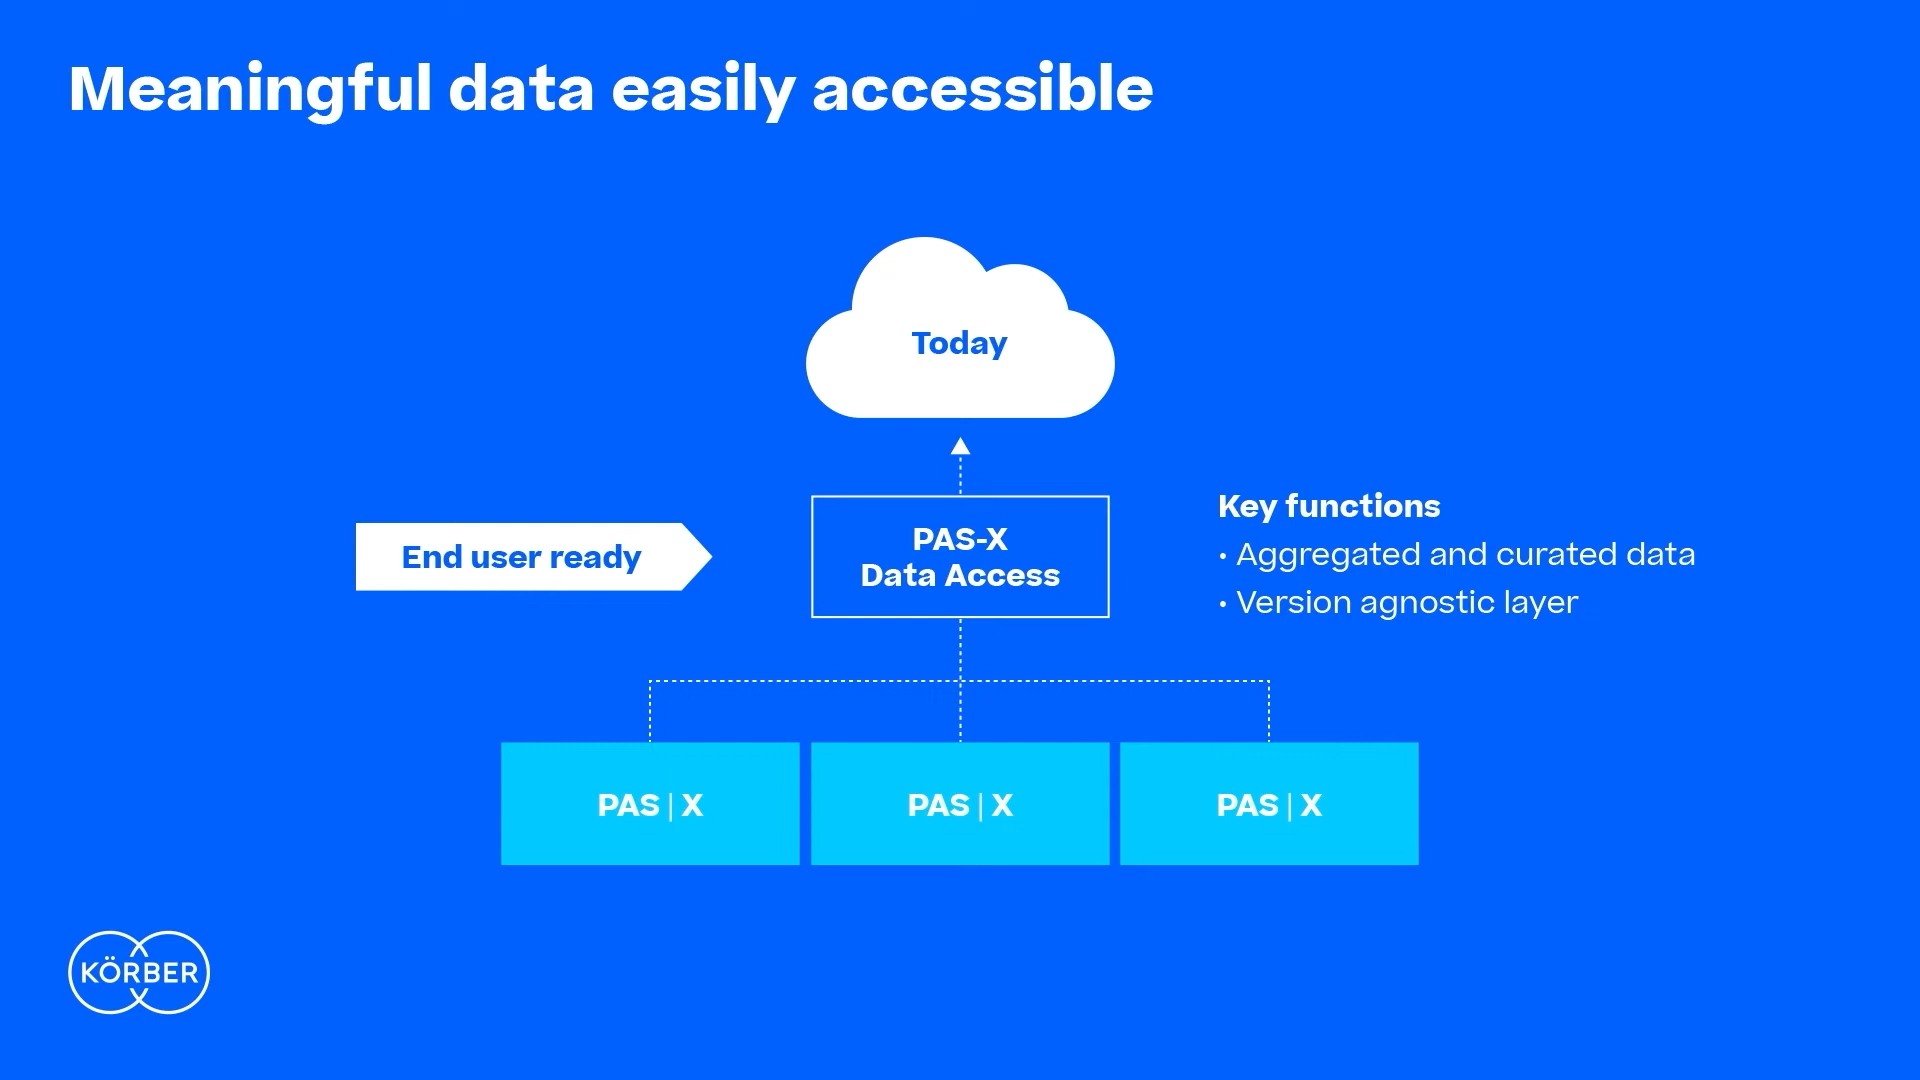 Meaningful data easily accessible
Today
End user ready
PAS-X
Data Access
Key functions
• Aggregated and curated data
• Version agnostic layer
PAS | X
PAS | X
PAS | X
KÖRBER